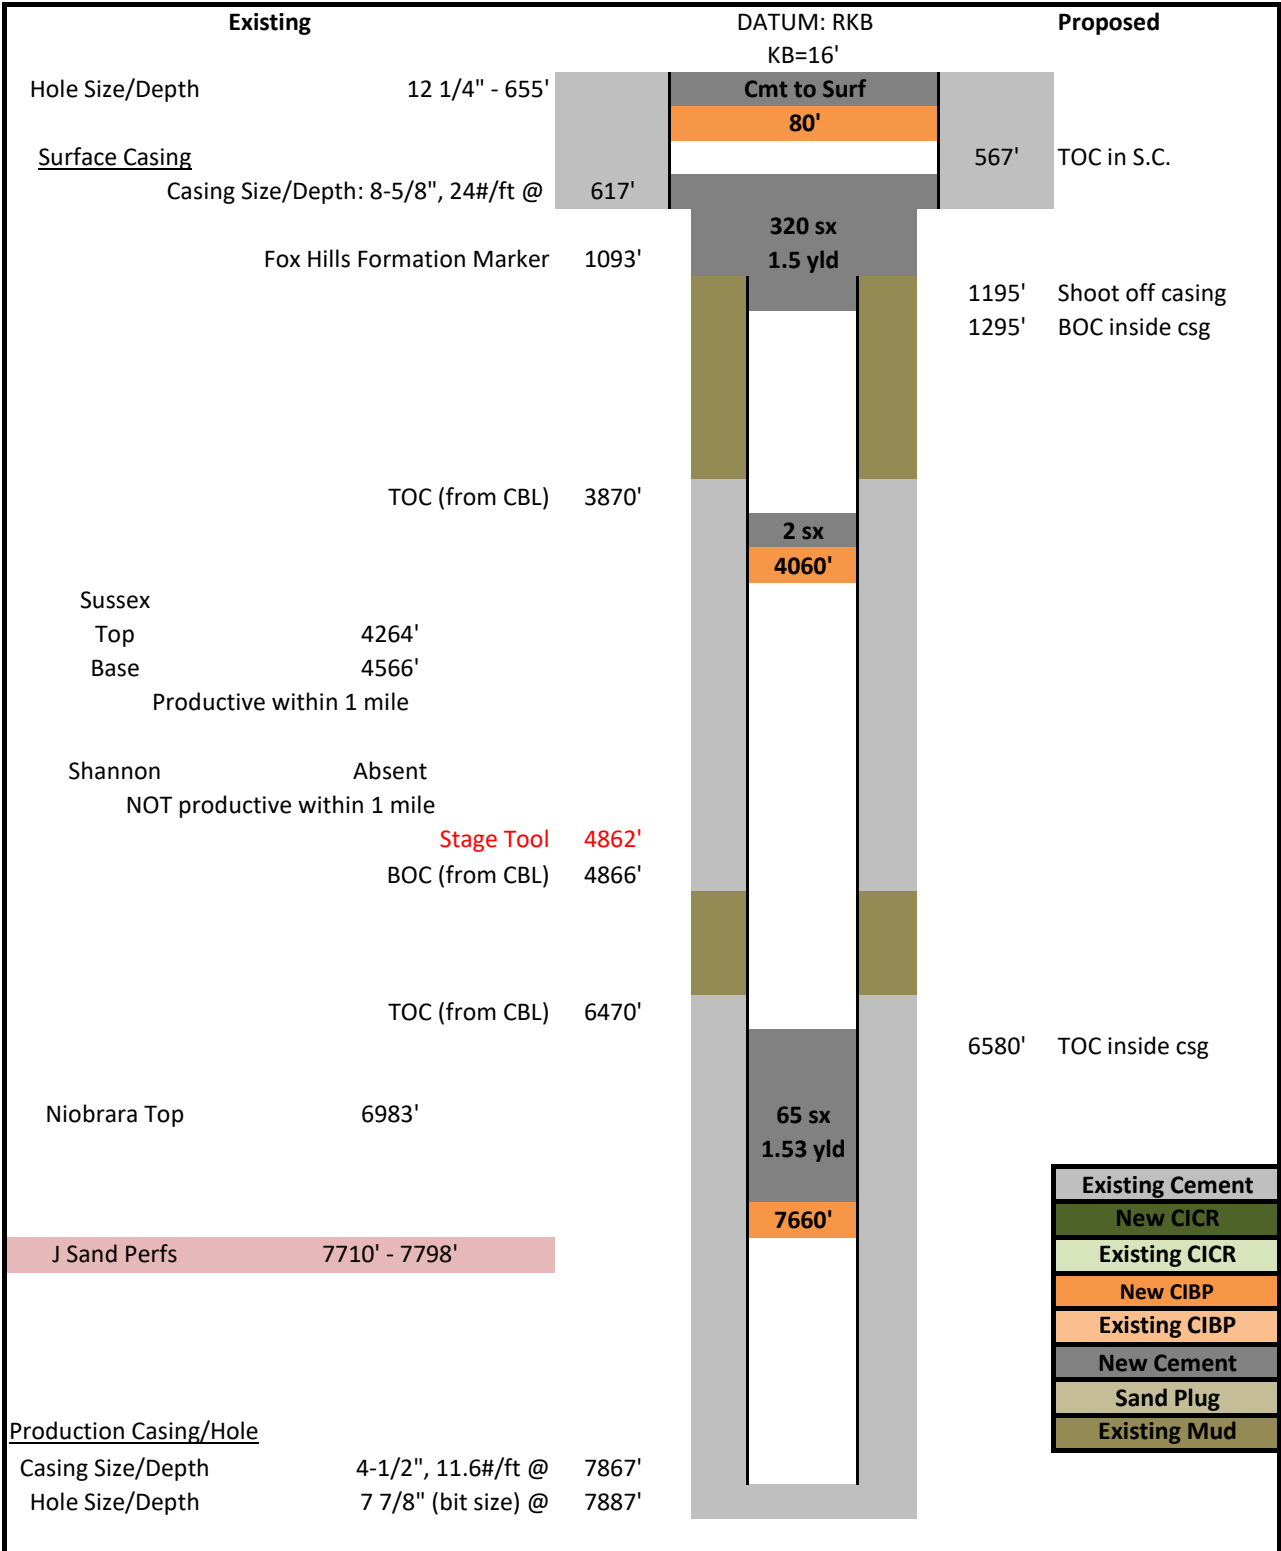 Existing DATUM: RKB Proposed
KB=16'
Hole Size/Depth 12 1/4" - 655' Cmt to Surf
80'
Surface Casing 567' TOC in S.C.
Casing Size/Depth: 8-5/8", 24#/ft @ 617'
320 sx
Fox Hills Formation Marker 1093' 1.5 yld
1195' Shoot off casing
1295' BOC inside csg
TOC (from CBL) 3870'
2 sx
4060'
Sussex
Top 4264'
Base 4566'
Productive within 1 mile
Shannon Absent
NOT productive within 1 mile
Stage Tool 4862'
BOC (from CBL) 4866'
TOC (from CBL) 6470'
6580' TOC inside csg
Niobrara Top 6983' 65 sx
1.53 yld
Existing Cement
7660' New CICR
J Sand Perfs 7710' - 7798' Existing CICR
New CIBP
Existing CIBP
New Cement
Sand Plug
Production Casing/Hole Existing Mud
Casing Size/Depth 4-1/2", 11.6#/ft @ 7867'
Hole Size/Depth 7 7/8" (bit size) @ 7887'